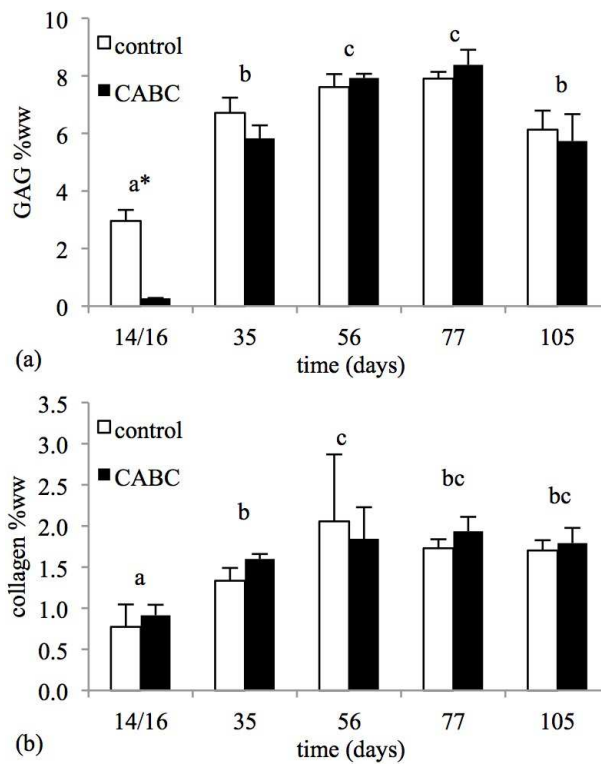 10
8
6
4
2
0
GAG %ww
control
CABC
a*
b
c
c
b
14/16 35 56 77 105
time (days)
(a)
3.5
3.0
2.5
2.0
1.5
1.0
0.5
0.0
collagen %ww
control
CABC
a
b
c
bc
bc
14/16 35 56 77 105
time (days)
(b)